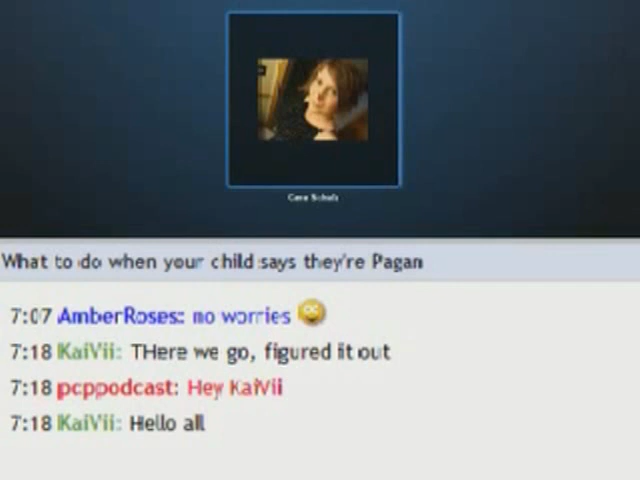 Cara Schulz
What to do when your child says they're Pagan
7:07 AmberRoses: no worries
7:18 KaiVii: THere we go, figured it out
7:18 pcppodcast: Hey KaiVii
7:18 KaiVii: Hello all